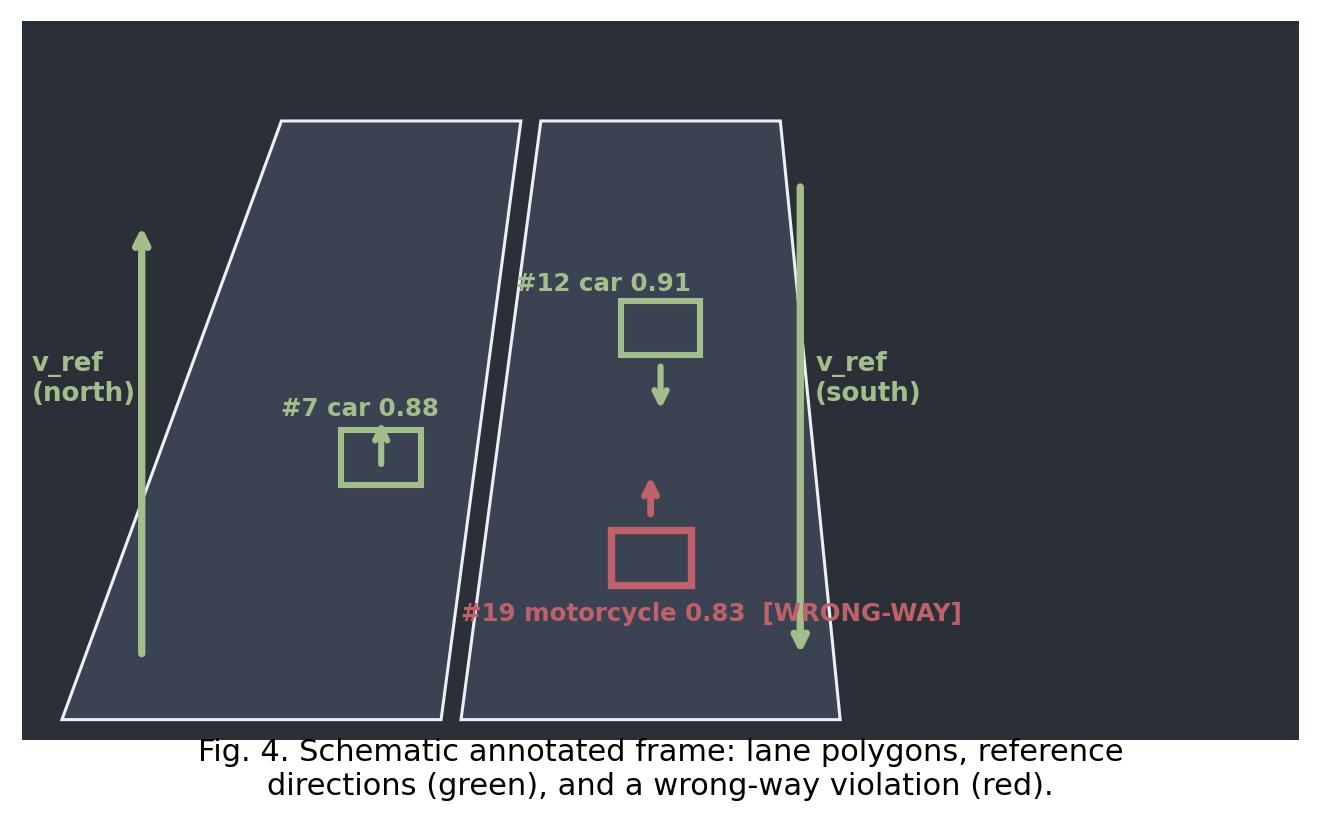 #12 car 0.91
v_ref
(north)
v_ref
(south)
#7 car 0.88
#19 motorcycle 0.83  [WRONG-WAY]
Fig. 4. Schematic annotated frame: lane polygons, reference
directions (green), and a wrong-way violation (red).